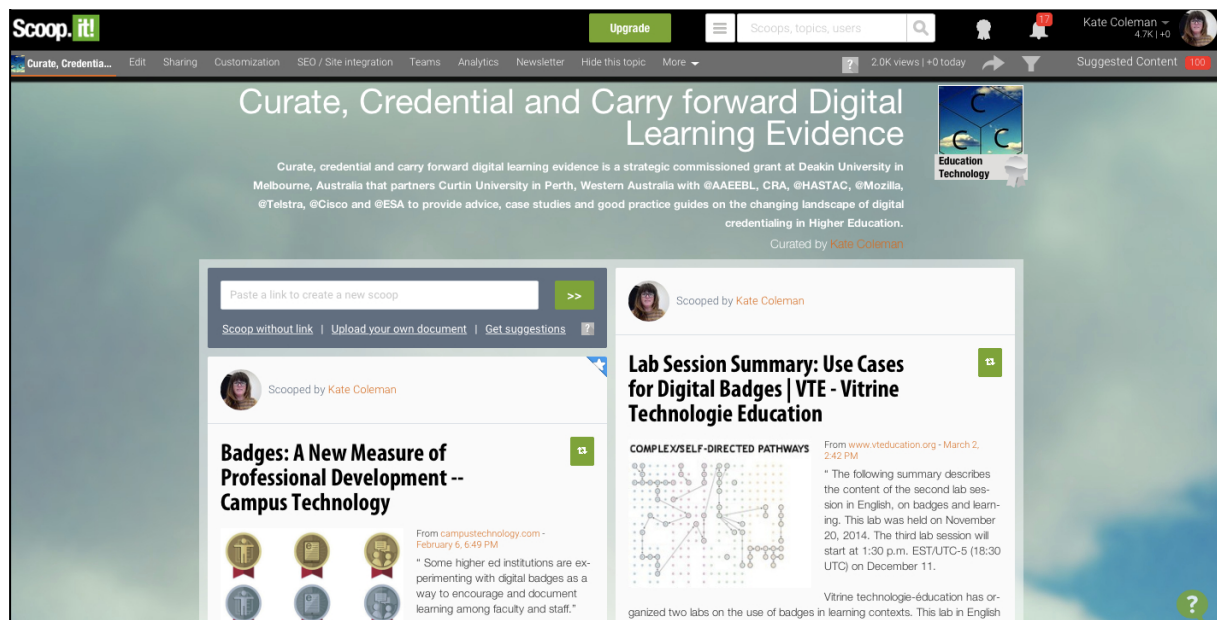 Scoop.it!
Upgrade
Scoops, topics, users
17
Kate Coleman
4.7K | +0
Curate, Credentia...
Edit
Sharing
Customization
SEO / Site integration
Teams
Analytics
Newsletter
Hide this topic
More
?
2.0K views | +0 today
Suggested Content
100
Curate, Credential and Carry forward Digital
Learning Evidence
Curate, credential and carry forward digital learning evidence is a strategic commissioned grant at Deakin University in
Melbourne, Australia that partners Curtin University in Perth, Western Australia with @AAEEBL, CRA, @HASTAC, @Mozilla,
@Telstra, @Cisco and @ESA to provide advice, case studies and good practice guides on the changing landscape of digital
credentialing in Higher Education.
Curated by Kate Coleman
C
C C
Education
Technology
Paste a link to create a new scoop
>>
Scoop without link | Upload your own document | Get suggestions ?
Scooped by Kate Coleman
Badges: A New Measure of
Professional Development --
Campus Technology
From campustechnology.com -
February 6, 6:49 PM
" Some higher ed institutions are ex-
perimenting with digital badges as a
way to encourage and document
learning among faculty and staff."
Scooped by Kate Coleman
Lab Session Summary: Use Cases
for Digital Badges | VTE - Vitrine
Technologie Education
COMPLEX/SELF-DIRECTED PATHWAYS
From www.vteducation.org - March 2,
2:42 PM
" The following summary describes
the content of the second lab ses-
sion in English, on badges and learn-
ing. This lab was held on November
20, 2014. The third lab session will
start at 1:30 p.m. EST/UTC-5 (18:30
UTC) on December 11.
Vitrine technologie-éducation has or-
ganized two labs on the use of badges in learning contexts. This lab in English
?